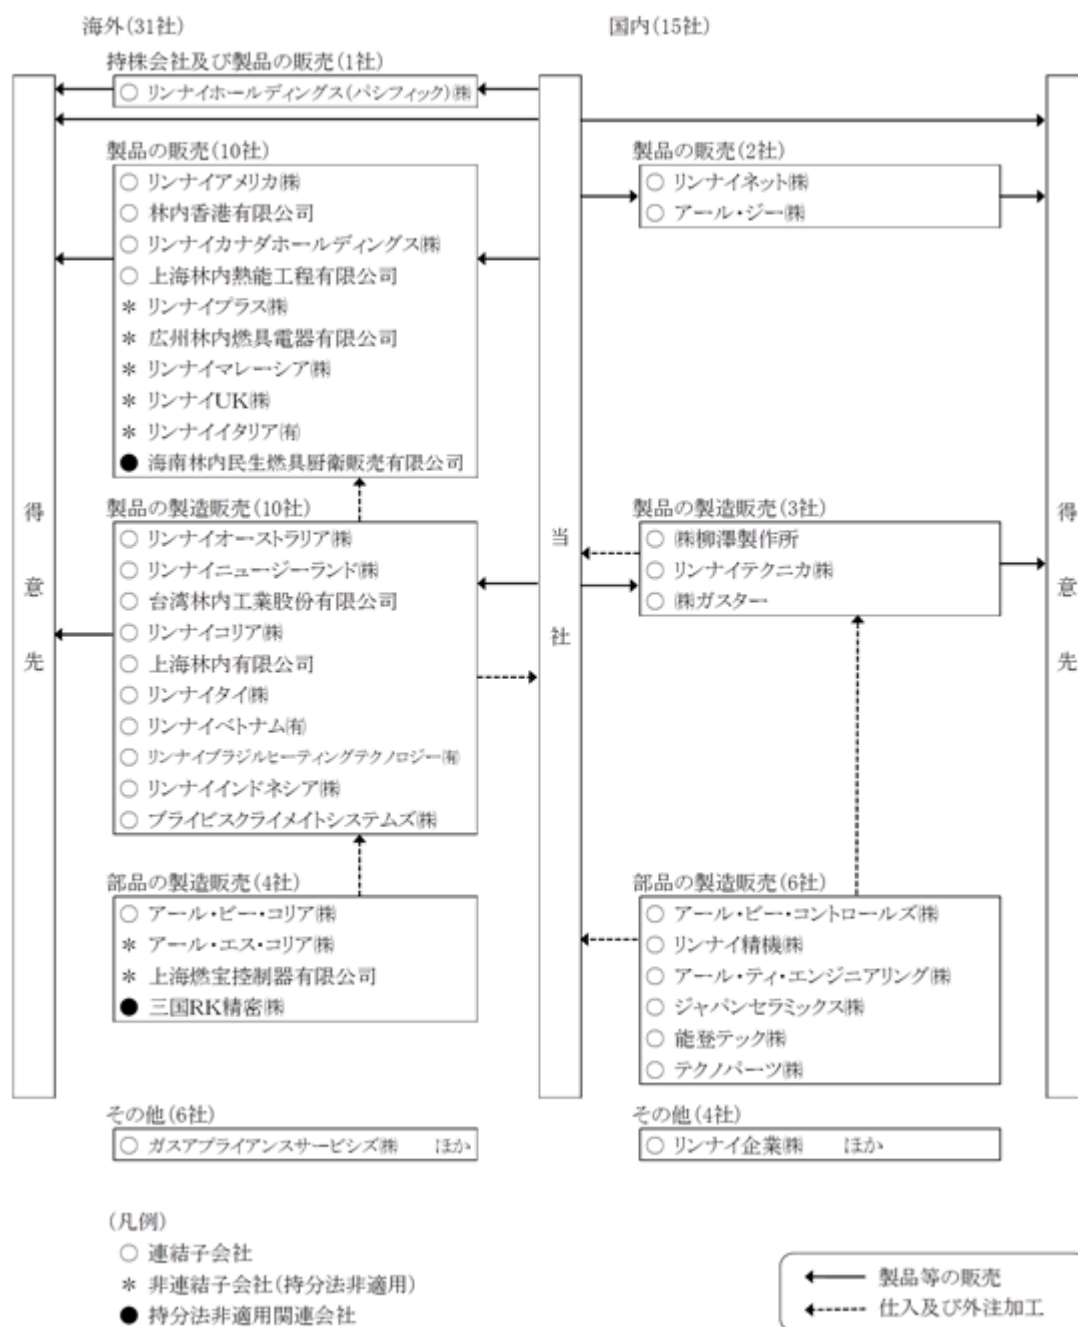 海外(31社)
国内(15社)
持株会社及び製品の販売(1社)
○ リンナイホールディングス(パシフィック)㈱
製品の販売(10社)
○ リンナイアメリカ㈱
○ 林内香港有限公司
○ リンナイカナダホールディングス㈱
○ 上海林内熱能工程有限公司
* リンナイプラス㈱
* 広州林内燃具電器有限公司
* リンナイマレーシア㈱
* リンナイUK㈱
* リンナイイタリア㈲
● 海南林内民生燃具厨衛販売有限公司
製品の製造販売(10社)
○ リンナイオーストラリア㈱
○ リンナイニュージーランド㈱
○ 台湾林内工業股份有限公司
○ リンナイコリア㈱
○ 上海林内有限公司
○ リンナイタイ㈱
○ リンナイベトナム㈲
○ リンナイブラジルヒーティングテクノロジー㈲
○ リンナイインドネシア㈱
○ ブライビスクライメイトシステムズ㈱
部品の製造販売(4社)
○ アール・ビー・コリア㈱
* アール・エス・コリア㈱
* 上海燃宝控制器有限公司
● 三国RK精密㈱
その他(6社)
○ ガスアプライアンスサービシズ㈱ ほか
得意先
当社
製品の販売(2社)
○ リンナイネット㈱
○ アール・ジー㈱
製品の製造販売(3社)
○ ㈱柳澤製作所
○ リンナイテクニカ㈱
○ ㈱ガスター
部品の製造販売(6社)
○ アール・ビー・コントロールズ㈱
○ リンナイ精機㈱
○ アール・ティ・エンジニアリング㈱
○ ジャパンセラミックス㈱
○ 能登テック㈱
○ テクノパーツ㈱
その他(4社)
○ リンナイ企業㈱ ほか
得意先
(凡例)
○ 連結子会社
* 非連結子会社(持分法非適用)
● 持分法非適用関連会社
製品等の販売
仕入及び外注加工